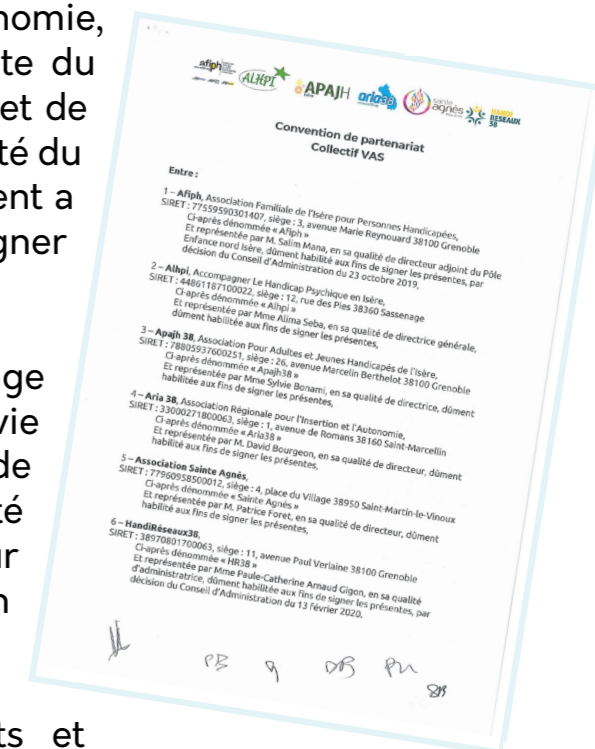 nomie,
te du
et de
té du
ent a
gner
ge
vie
de
té
ur
n
ts et
afiph
ALHPI
APAJH
aria38
sainte
agnès
HANDI
RESEAUX
38
Convention de partenariat
Collectif VAS
Entre :
1 – Afiph, Association Familiale de l'Isère pour Personnes Handicapées,
SIRET : 77559590301407, siège : 3, avenue Marie Reynouard 38100 Grenoble
Ci-après dénommée « Afiph »
Et représentée par M. Salim Mana, en sa qualité de directeur adjoint du Pôle
Enfance nord Isère, dûment habilité aux fins de signer les présentes, par
décision du Conseil d'Administration du 23 octobre 2019,
2 – Alhpi, Accompagner Le Handicap Psychique en Isère,
SIRET : 44861187100022, siège : 12, rue des Pies 38360 Sassenage
Ci-après dénommée « Alhpi »
Et représentée par Mme Alima Seba, en sa qualité de directrice générale,
dûment habilitée aux fins de signer les présentes,
3 – Apajh 38, Association Pour Adultes et Jeunes Handicapés de l'Isère,
SIRET : 78805937600251, siège : 26, avenue Marcelin Berthelot 38100 Grenoble
Ci-après dénommée « Apajh38 »
Et représentée par Mme Sylvie Bonami, en sa qualité de directrice, dûment
habilitée aux fins de signer les présentes,
4 – Aria 38, Association Régionale pour l'Insertion et l'Autonomie,
SIRET : 33000271800063, siège : 1, avenue de Romans 38160 Saint-Marcellin
Ci-après dénommée « Aria38 »
Et représentée par M. David Bourgeon, en sa qualité de directeur, dûment
habilité aux fins de signer les présentes,
5 – Association Sainte Agnès,
SIRET : 77960958500012, siège : 4, place du Village 38950 Saint-Martin-le-Vinoux
Ci-après dénommée « Sainte Agnès »
Et représentée par M. Patrice Foret, en sa qualité de directeur, dûment
habilité aux fins de signer les présentes,
6 – HandiRéseaux38,
SIRET : 38970801700063, siège : 11, avenue Paul Verlaine 38100 Grenoble
Ci-après dénommée « HR38 »
Et représentée par Mme Paule-Catherine Arnaud Gigon, en sa qualité
d'administratrice, dûment habilitée aux fins de signer les présentes, par
décision du Conseil d'Administration du 13 février 2020,
PB